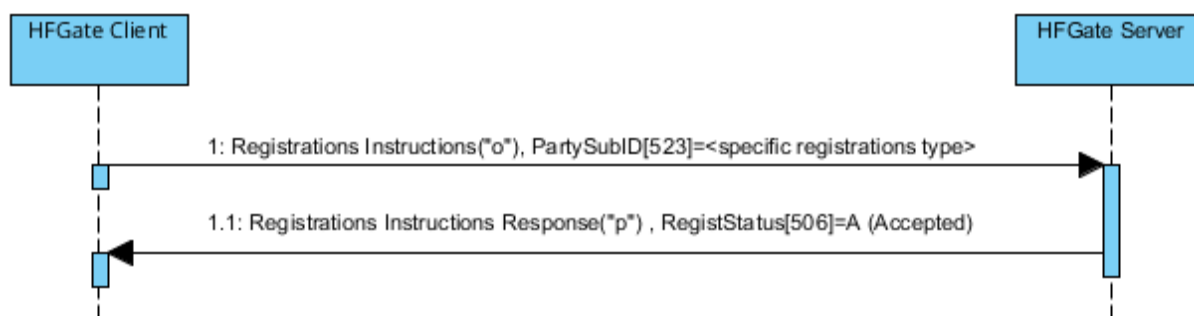 HFGate Client
HFGate Server
1: Registrations Instructions("o"), PartySubID[523]=<specific registrations type>
1.1: Registrations Instructions Response("p") , RegistStatus[506]=A (Accepted)